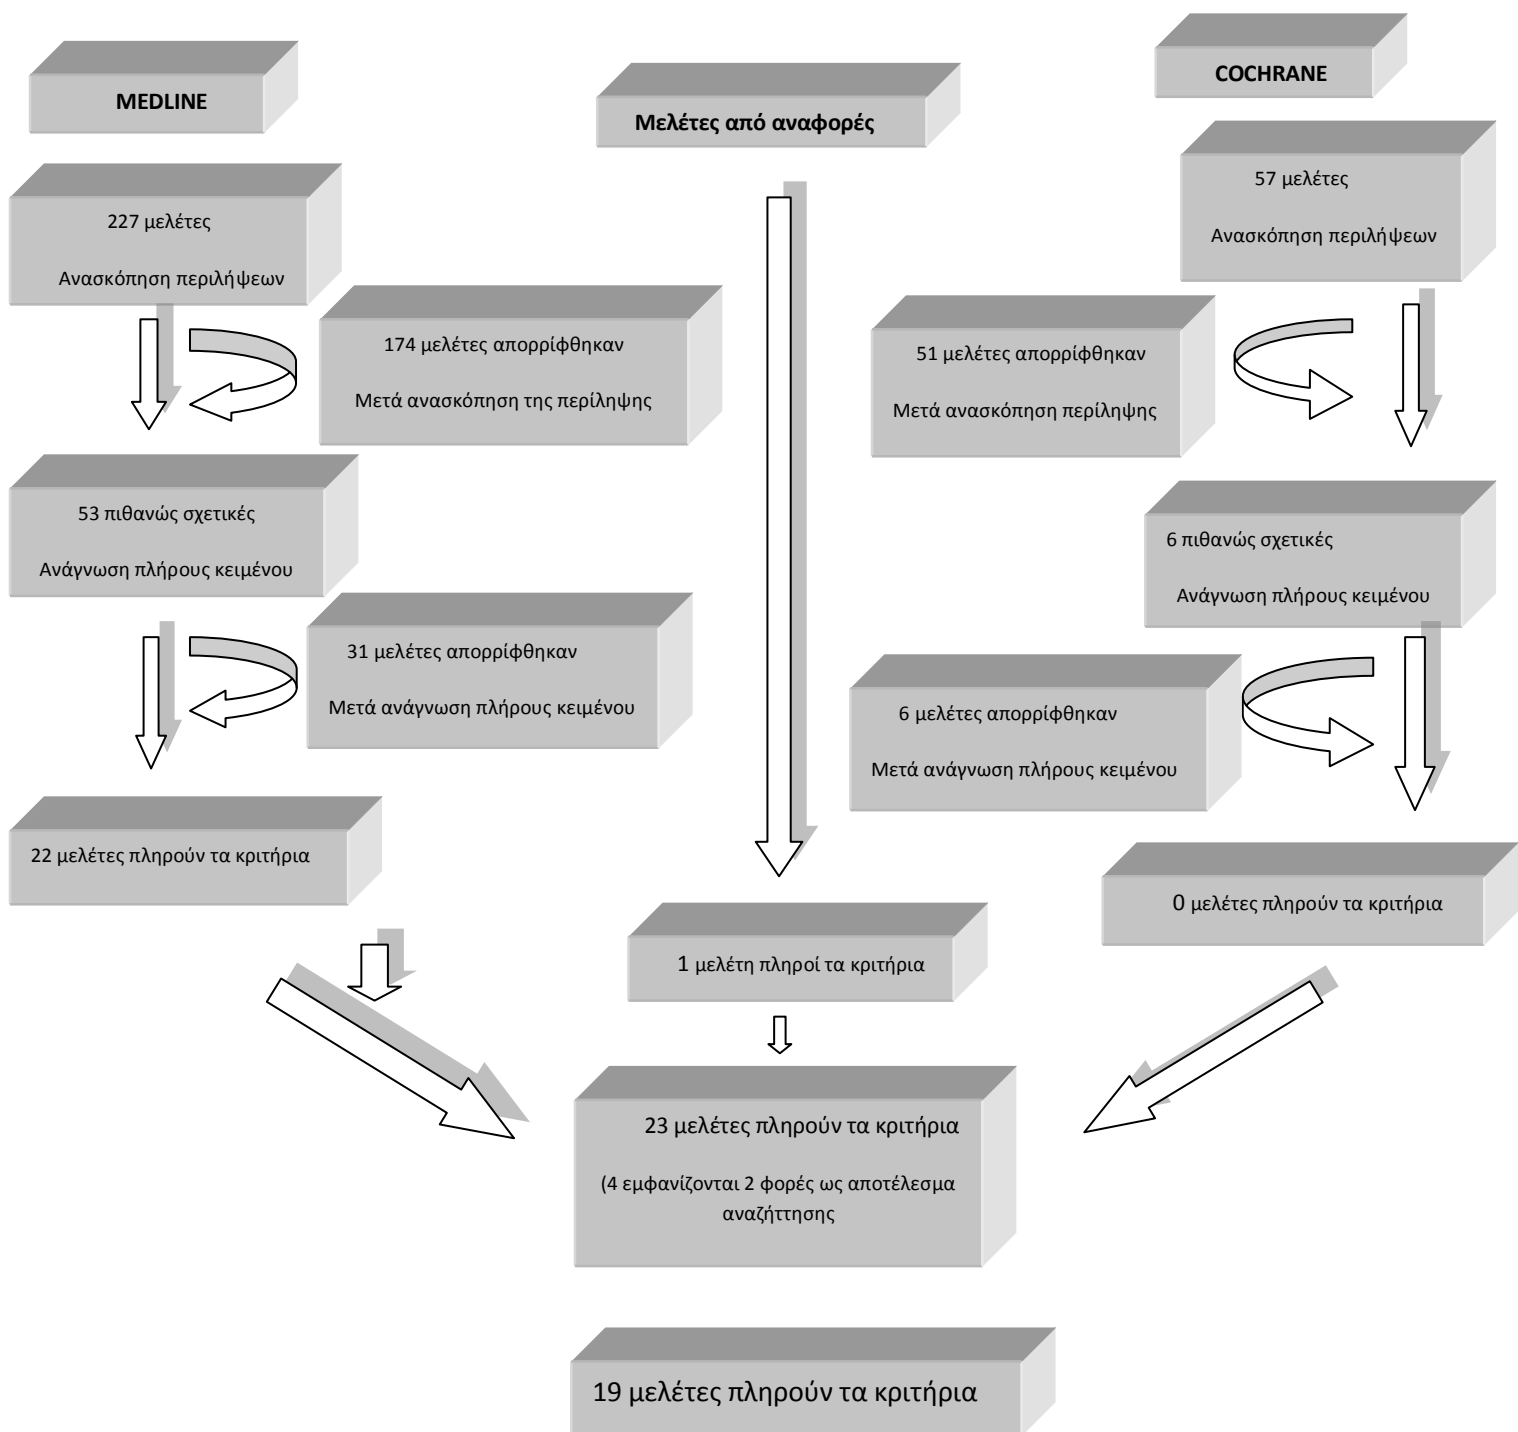 MEDLINE
227 μελέτες
Ανασκόπηση περιλήψεων
174 μελέτες απορρίφθηκαν
Μετά ανασκόπηση της περίληψης
53 πιθανώς σχετικές
Ανάγνωση πλήρους κειμένου
31 μελέτες απορρίφθηκαν
Μετά ανάγνωση πλήρους κειμένου
22 μελέτες πληρούν τα κριτήρια
Μελέτες από αναφορές
1 μελέτη πληροί τα κριτήρια
COCHRANE
57 μελέτες
Ανασκόπηση περιλήψεων
51 μελέτες απορρίφθηκαν
Μετά ανασκόπηση περίληψης
6 πιθανώς σχετικές
Ανάγνωση πλήρους κειμένου
6 μελέτες απορρίφθηκαν
Μετά ανάγνωση πλήρους κειμένου
0 μελέτες πληρούν τα κριτήρια
23 μελέτες πληρούν τα κριτήρια
(4 εμφανίζονται 2 φορές ως αποτέλεσμα
αναζήττησης
19 μελέτες πληρούν τα κριτήρια